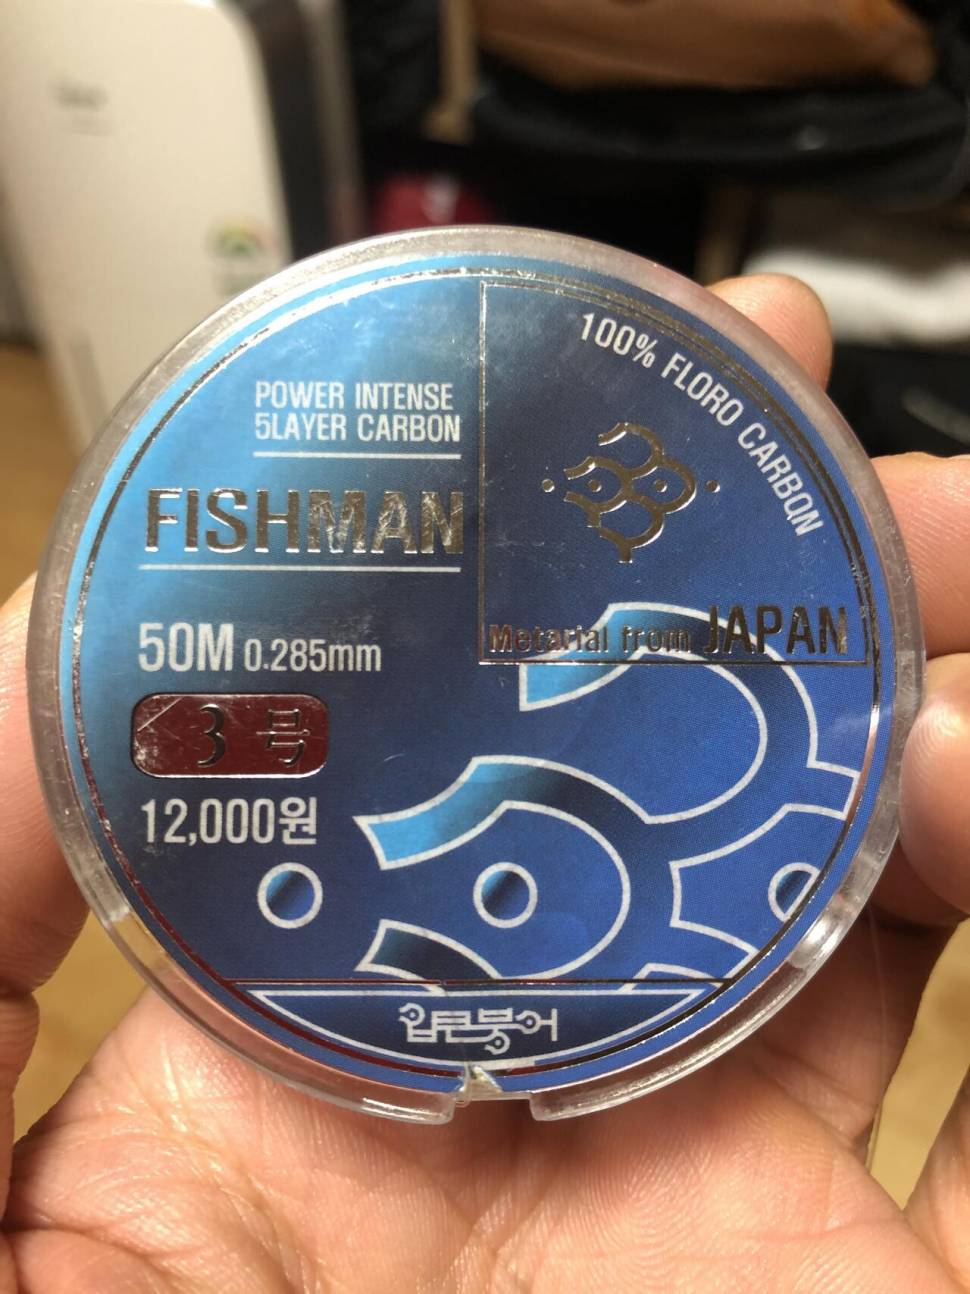 POWER INTENSE
5LAYER CARBON
FISHMAN
50M 0.285mm
3 号
12,000원
100% FLORO CARBON
Metarial from JAPAN
입큰붕어